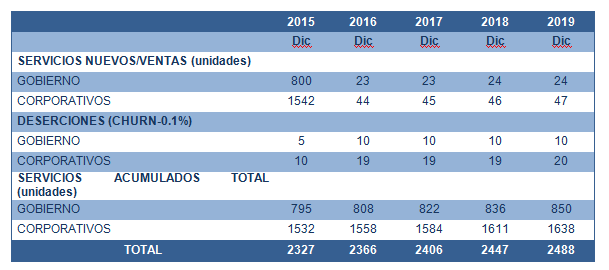 2015 2016 2017 2018 2019
Dic Dic Dic Dic Dic
SERVICIOS NUEVOS/VENTAS (unidades)
GOBIERNO 800 23 23 24 24
CORPORATIVOS 1542 44 45 46 47
DESERCIONES (CHURN-0.1%)
GOBIERNO 5 10 10 10 10
CORPORATIVOS 10 19 19 19 20
SERVICIOS ACUMULADOS TOTAL
(unidades)
GOBIERNO 795 808 822 836 850
CORPORATIVOS 1532 1558 1584 1611 1638
TOTAL 2327 2366 2406 2447 2488